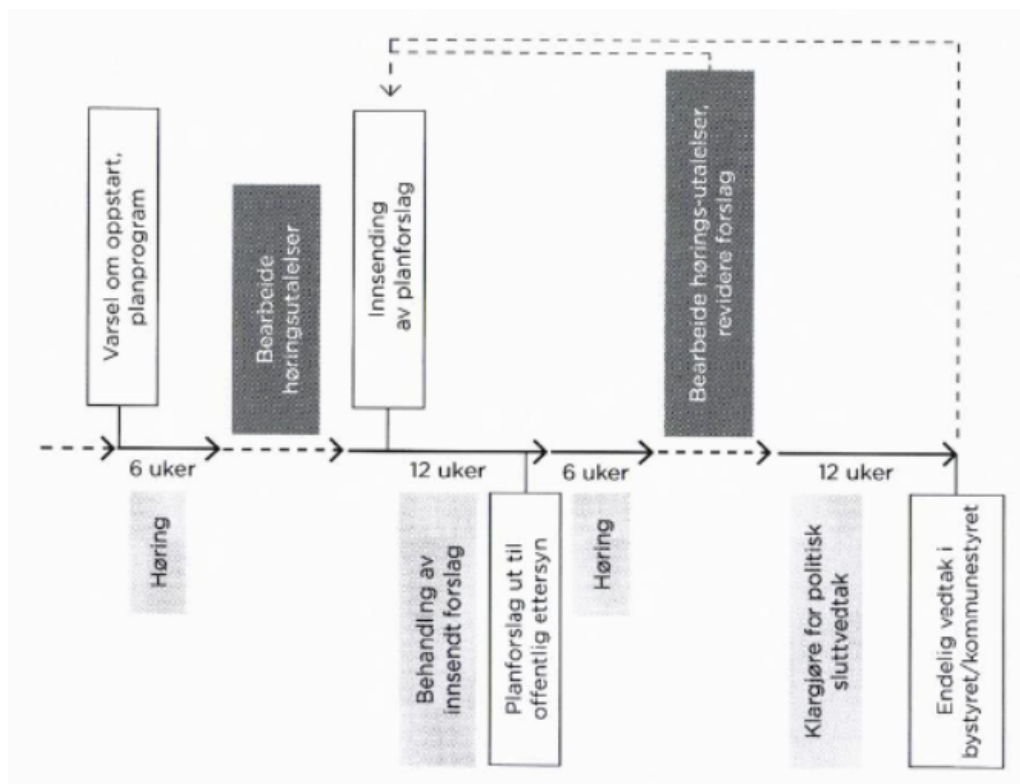 Varsel om oppstart,
planprogram
6 uker
Høring
Bearbeide
høringsutalelser
Innsending
av planforslag
12 uker
Behandling av
innsendt forslag
Planforslag ut til
offentlig ettersyn
6 uker
Høring
Bearbeide hørings-utalelser,
revidere forslag
12 uker
Klargjøre for politisk
sluttvedtak
Endelig vedtak i
bystyret/kommunestyret